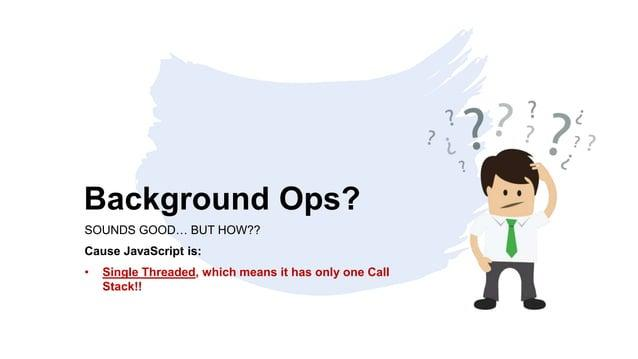 Background Ops?
SOUNDS GOOD… BUT HOW??
Cause JavaScript is:
• Single Threaded, which means it has only one Call
Stack!!